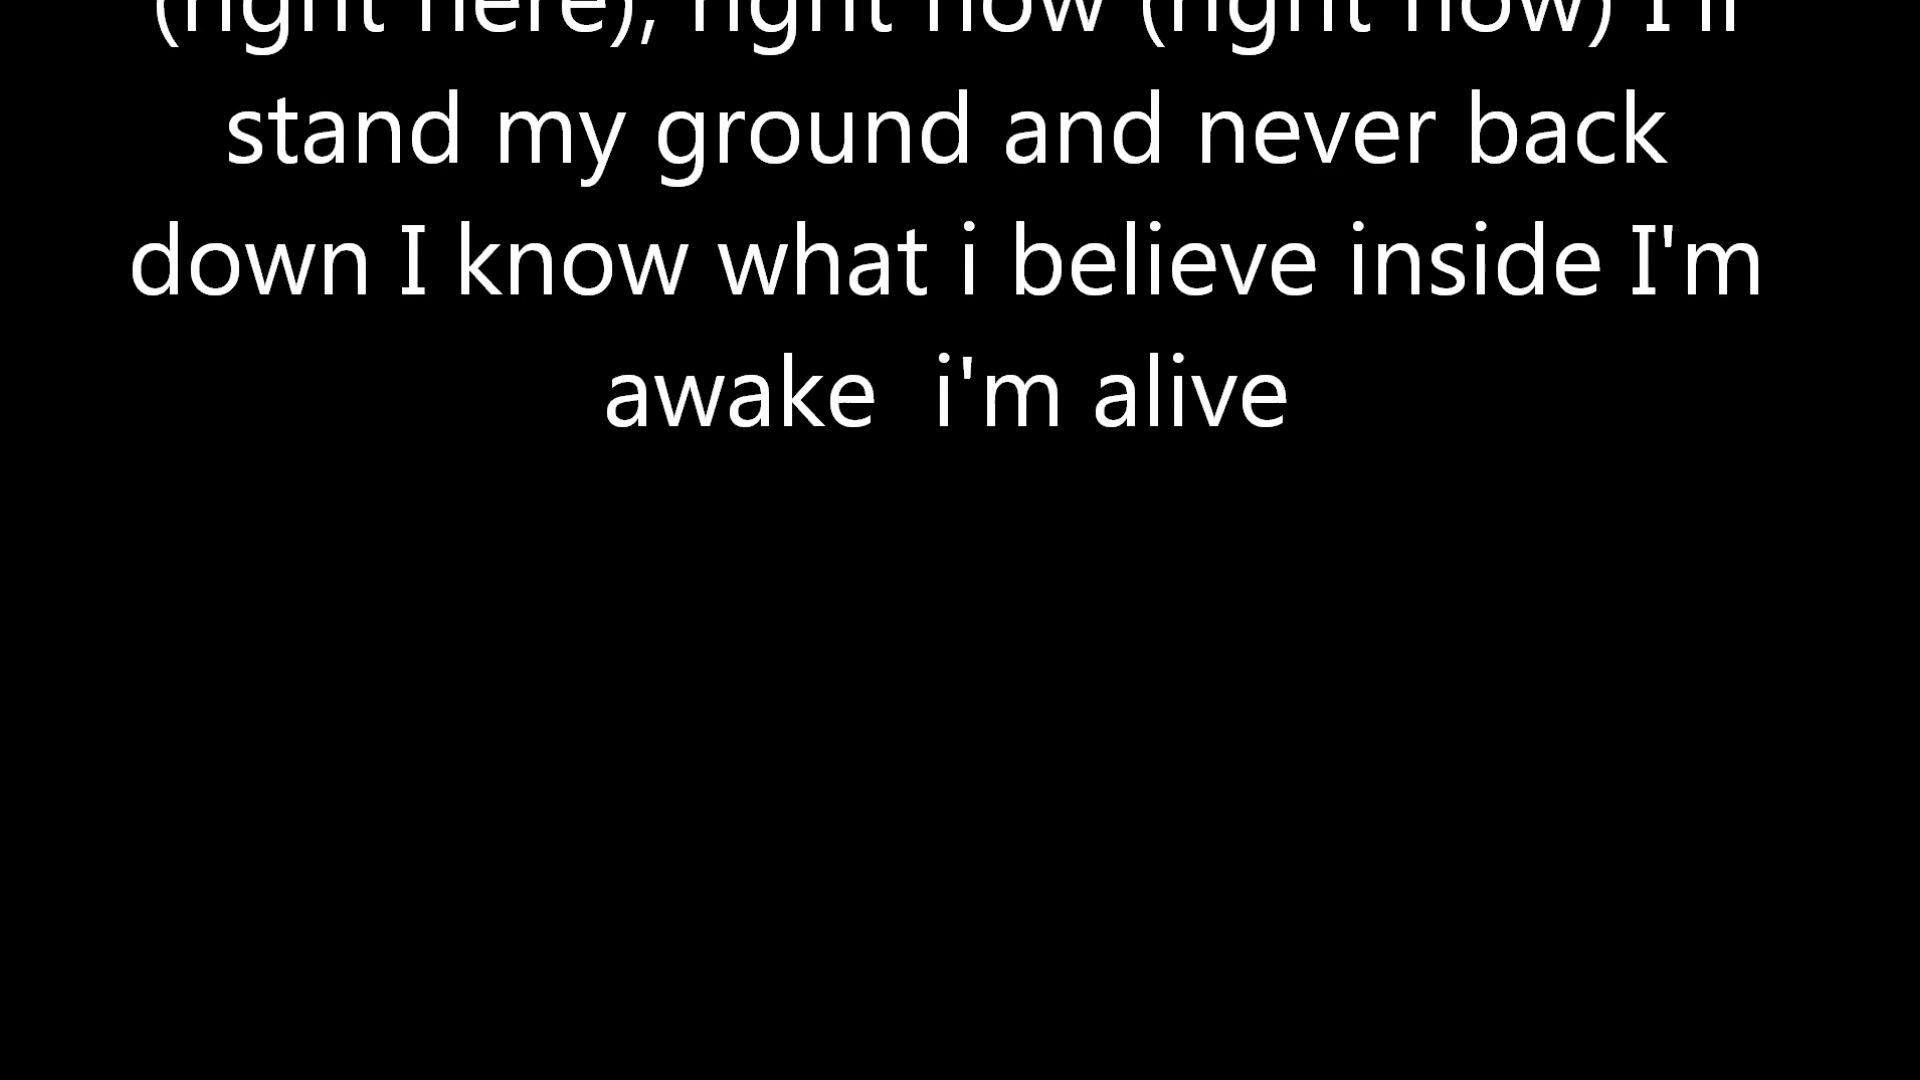 (right here), right now (right now) I'll
stand my ground and never back
down I know what i believe inside I'm
awake  i'm alive